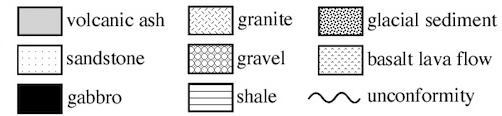 volcanic ash granite glacial sediment
sandstone gravel basalt lava flow
gabbro shale unconformity